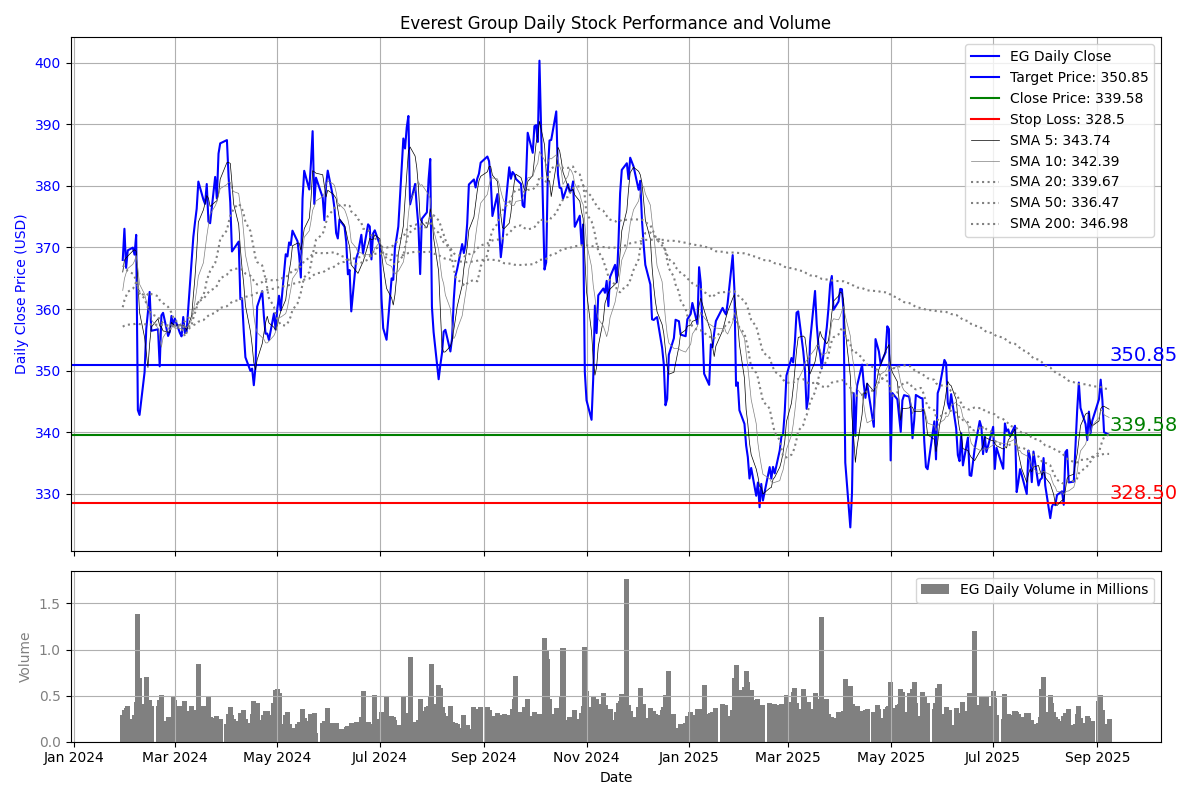 Everest Group Daily Stock Performance and Volume
Daily Close Price (USD)
400
390
380
370
360
350
340
330
EG Daily Close
Target Price: 350.85
Close Price: 339.58
Stop Loss: 328.5
SMA 5: 343.74
SMA 10: 342.39
SMA 20: 339.67
SMA 50: 336.47
SMA 200: 346.98
350.85
339.58
328.50
Volume
1.5
1.0
0.5
0.0
EG Daily Volume in Millions
Jan 2024
Mar 2024
May 2024
Jul 2024
Sep 2024
Nov 2024
Jan 2025
Mar 2025
May 2025
Jul 2025
Sep 2025
Date